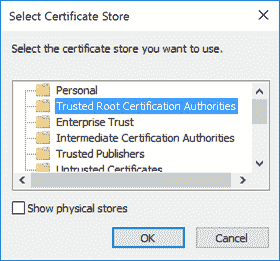 Select Certificate Store
Select the certificate store you want to use.
Personal
Trusted Root Certification Authorities
Enterprise Trust
Intermediate Certification Authorities
Trusted Publishers
Untrusted Certificates
Show physical stores
OK
Cancel